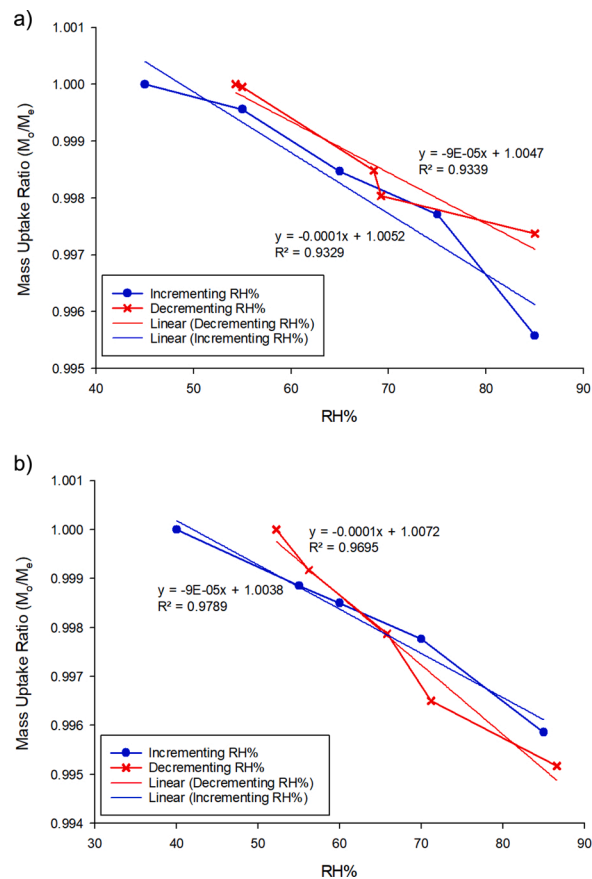 a)
1.001
1.000
0.999
0.998
0.997
0.996
0.995
Mass Uptake Ratio (Mo/Me)
y = -9E-05x + 1.0047
R² = 0.9339
y = -0.0001x + 1.0052
R² = 0.9329
Incrementing RH%
Decrementing RH%
Linear (Decrementing RH%)
Linear (Incrementing RH%)
40 50 60 70 80 90
RH%
b)
1.001
1.000
0.999
0.998
0.997
0.996
0.995
0.994
Mass Uptake Ratio (Mo/Me)
y = -0.0001x + 1.0072
R² = 0.9695
y = -9E-05x + 1.0038
R² = 0.9789
Incrementing RH%
Decrementing RH%
Linear (Decrementing RH%)
Linear (Incrementing RH%)
30 40 50 60 70 80 90
RH%